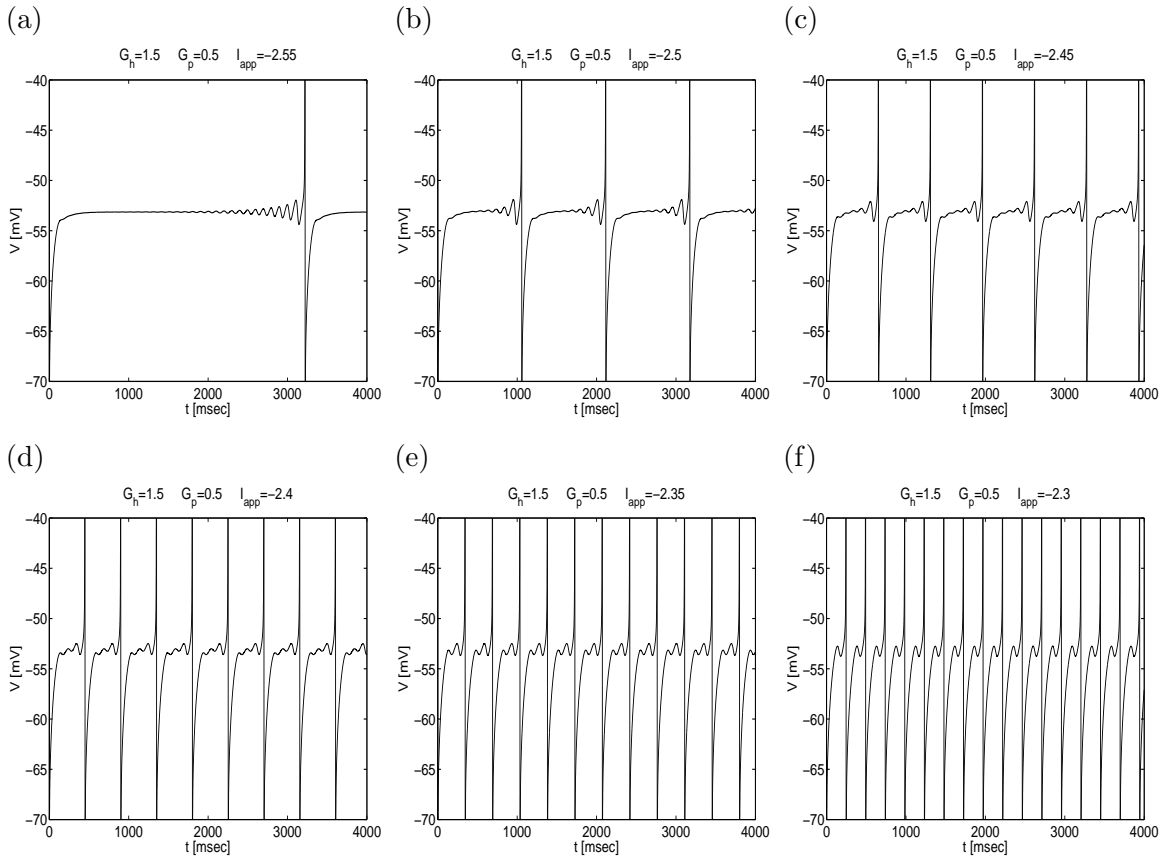 (a)
G_h=1.5 G_p=0.5 I_app=−2.55
V [mV]
−40
−45
−50
−55
−60
−65
−70
0 1000 2000 3000 4000
t [msec]
(b)
G_h=1.5 G_p=0.5 I_app=−2.5
V [mV]
−40
−45
−50
−55
−60
−65
−70
0 1000 2000 3000 4000
t [msec]
(c)
G_h=1.5 G_p=0.5 I_app=−2.45
V [mV]
−40
−45
−50
−55
−60
−65
−70
0 1000 2000 3000 4000
t [msec]
(d)
G_h=1.5 G_p=0.5 I_app=−2.4
V [mV]
−40
−45
−50
−55
−60
−65
−70
0 1000 2000 3000 4000
t [msec]
(e)
G_h=1.5 G_p=0.5 I_app=−2.35
V [mV]
−40
−45
−50
−55
−60
−65
−70
0 1000 2000 3000 4000
t [msec]
(f)
G_h=1.5 G_p=0.5 I_app=−2.3
V [mV]
−40
−45
−50
−55
−60
−65
−70
0 1000 2000 3000 4000
t [msec]